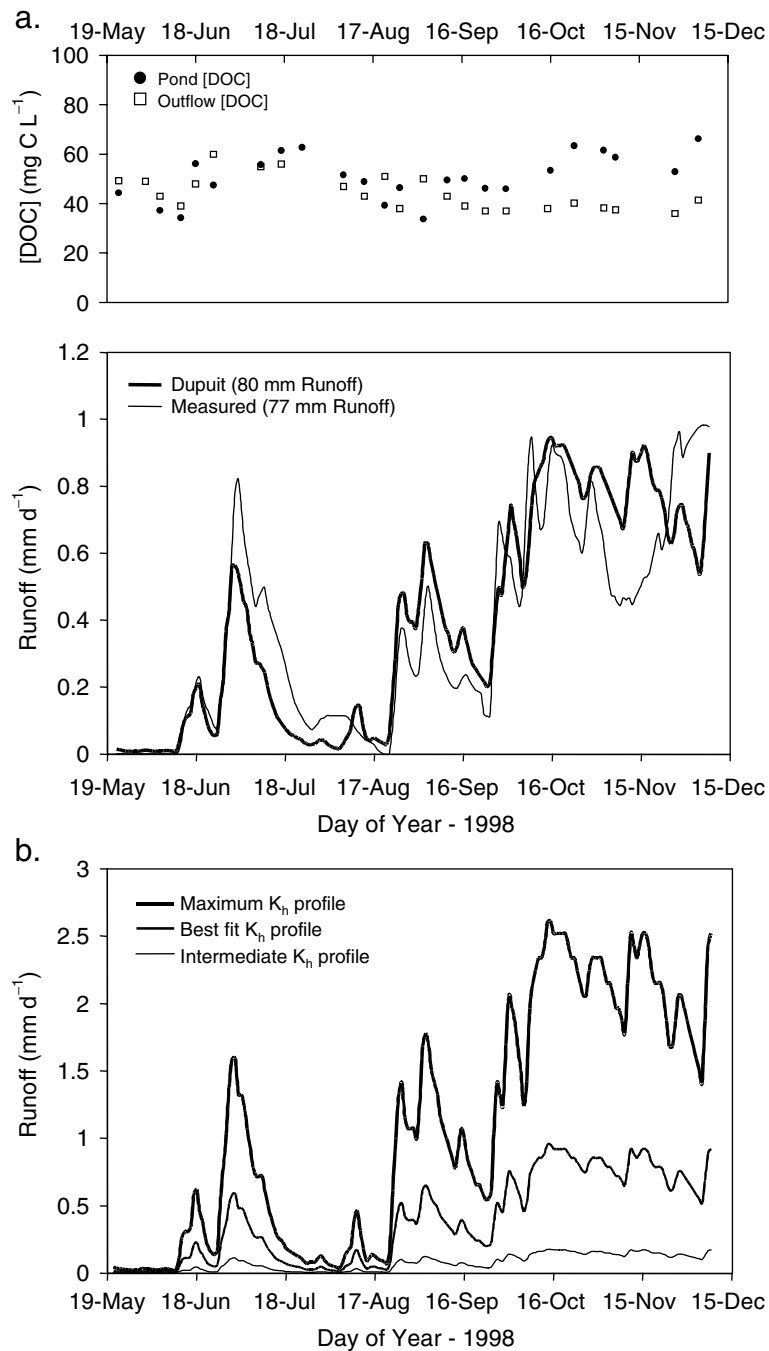 a.
19-May 18-Jun 18-Jul 17-Aug 16-Sep 16-Oct 15-Nov 15-Dec
100
80
60
40
20
0
[DOC] (mg C L⁻¹)
Pond [DOC]
Outflow [DOC]
1.2
1
0.8
0.6
0.4
0.2
0
Runoff (mm d⁻¹)
Dupuit (80 mm Runoff)
Measured (77 mm Runoff)
19-May 18-Jun 18-Jul 17-Aug 16-Sep 16-Oct 15-Nov 15-Dec
Day of Year - 1998
b.
3
2.5
2
1.5
1
0.5
0
Runoff (mm d⁻¹)
Maximum Kₕ profile
Best fit Kₕ profile
Intermediate Kₕ profile
19-May 18-Jun 18-Jul 17-Aug 16-Sep 16-Oct 15-Nov 15-Dec
Day of Year - 1998